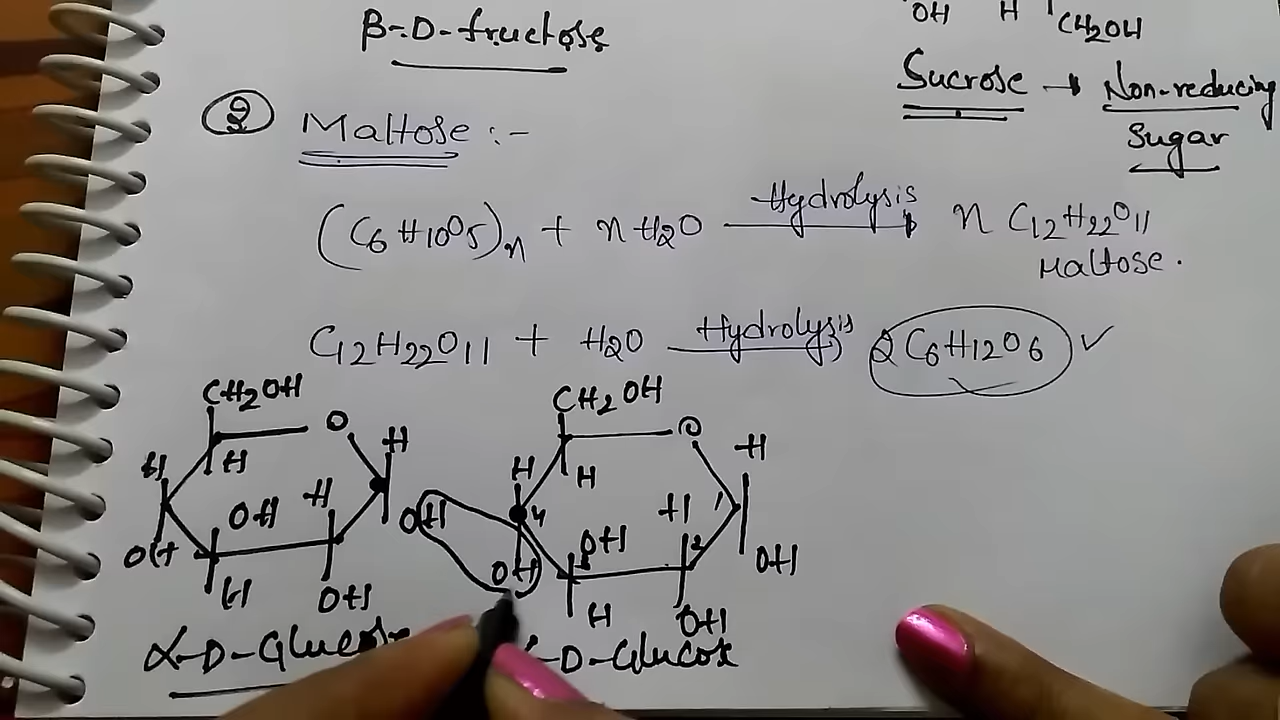 β-D-fructose
OH H CH2OH
Sucrose → Non-reducing
Sugar
② Maltose :-
(C6H10O5)n + nH2O Hydrolysis → n C12H22O11
Maltose.
C12H22O11 + H2O Hydrolysis → 2C6H12O6 ✓
CH2OH CH2OH
O O
H H H
H H H
H OH H H 4 1
OH OH OH OH
OH 3 2
H OH H OH
α-D-Glucose -D-Glucose